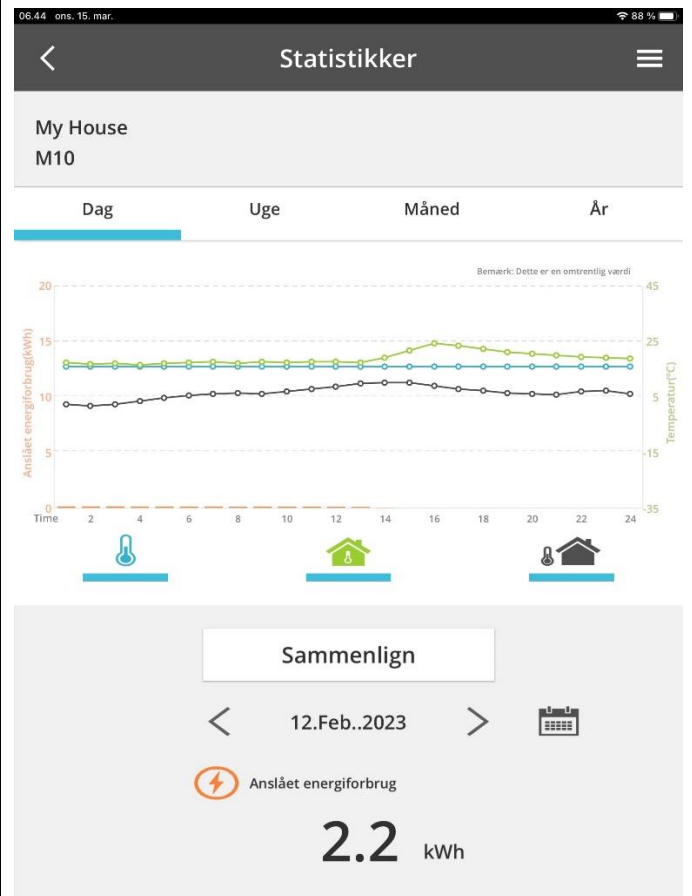 06.44 ons. 15. mar. 88 %
Statistikker
My House
M10
Dag Uge Måned År
Bemærk: Dette er en omtrentlig værdi
Anslået energiforbrug(kWh)
20
15
10
5
0
45
25
5
-15
-35
Temperatur(°C)
Time 2 4 6 8 10 12 14 16 18 20 22 24
Sammenlign
12.Feb..2023
Anslået energiforbrug
2.2 kWh